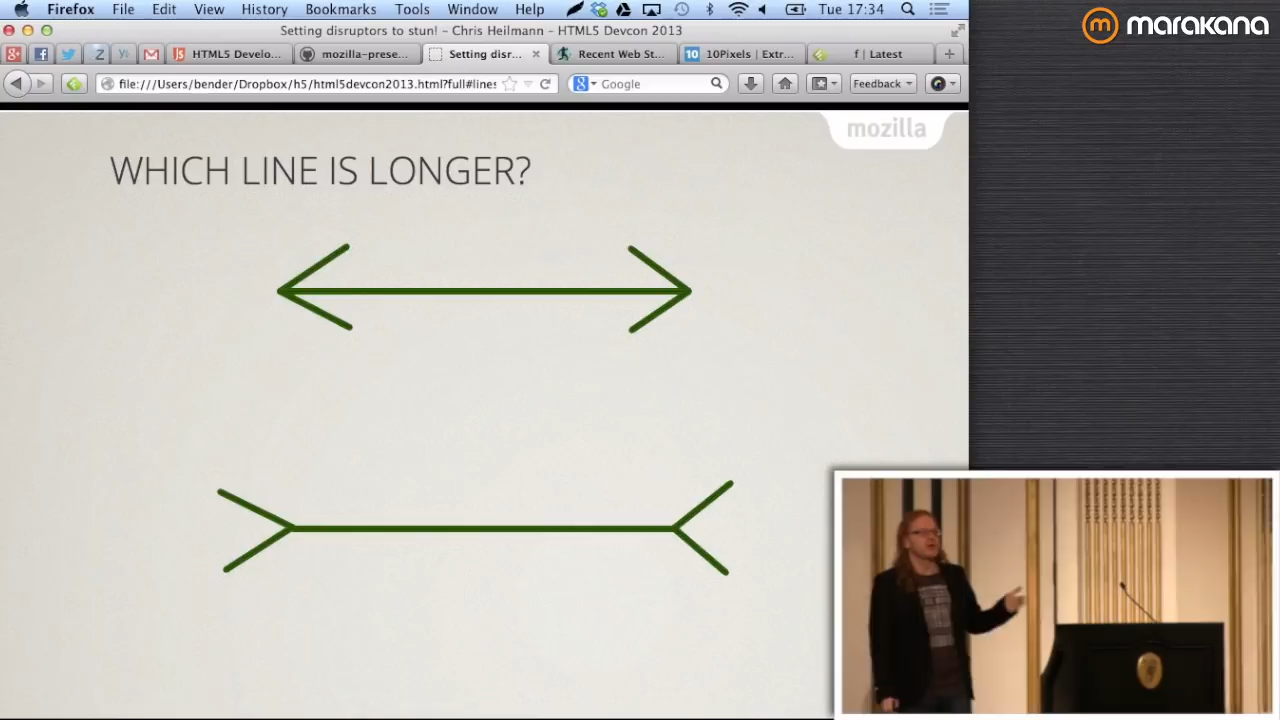 Firefox File Edit View History Bookmarks Tools Window Help Tue 17:34
marakana
Setting disruptors to stun! ~ Chris Heilmann ~ HTML5 Devcon 2013
HTML5 Develo... mozilla-prese... Setting disr... Recent Web St... 10Pixels | Extr... f | Latest
file:///Users/bender/Dropbox/h5/html5devcon2013.html?full#lines Google Feedback
mozilla
WHICH LINE IS LONGER?